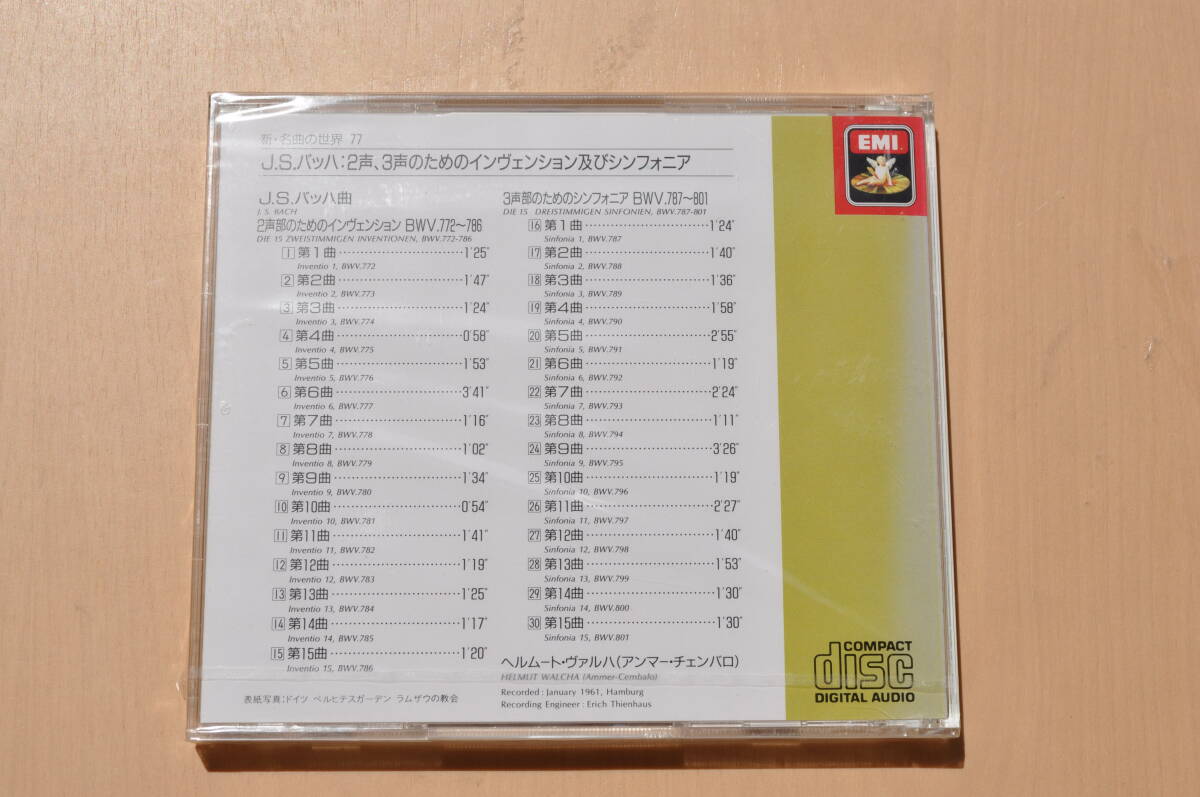 新・名曲の世界 77
J.S.バッハ:2声、3声のためのインヴェンション及びシンフォニア
J.S.バッハ曲
J. S. BACH
2声部のためのインヴェンション BWV.772〜786
DIE 15 ZWEISTIMMIGEN INVENTIONEN, BWV.772-786
1 第1曲 1'25"
Inventio 1, BWV.772
2 第2曲 1'47"
Inventio 2, BWV.773
3 第3曲 1'24"
Inventio 3, BWV.774
4 第4曲 0'58"
Inventio 4, BWV.775
5 第5曲 1'53"
Inventio 5, BWV.776
6 第6曲 3'41"
Inventio 6, BWV.777
7 第7曲 1'16"
Inventio 7, BWV.778
8 第8曲 1'02"
Inventio 8, BWV.779
9 第9曲 1'34"
Inventio 9, BWV.780
10 第10曲 0'54"
Inventio 10, BWV.781
11 第11曲 1'41"
Inventio 11, BWV.782
12 第12曲 1'19"
Inventio 12, BWV.783
13 第13曲 1'25"
Inventio 13, BWV.784
14 第14曲 1'17"
Inventio 14, BWV.785
15 第15曲 1'20"
Inventio 15, BWV.786
表紙写真:ドイツ ベルヒテスガーデン ラムザウの教会
3声部のためのシンフォニア BWV.787〜801
DIE 15 DREISTIMMIGEN SINFONIEN, BWV.787-801
16 第1曲 1'24"
Sinfonia 1, BWV.787
17 第2曲 1'40"
Sinfonia 2, BWV.788
18 第3曲 1'36"
Sinfonia 3, BWV.789
19 第4曲 1'58"
Sinfonia 4, BWV.790
20 第5曲 2'55"
Sinfonia 5, BWV.791
21 第6曲 1'19"
Sinfonia 6, BWV.792
22 第7曲 2'24"
Sinfonia 7, BWV.793
23 第8曲 1'11"
Sinfonia 8, BWV.794
24 第9曲 3'26"
Sinfonia 9, BWV.795
25 第10曲 1'19"
Sinfonia 10, BWV.796
26 第11曲 2'27"
Sinfonia 11, BWV.797
27 第12曲 1'40"
Sinfonia 12, BWV.798
28 第13曲 1'53"
Sinfonia 13, BWV.799
29 第14曲 1'30"
Sinfonia 14, BWV.800
30 第15曲 1'30"
Sinfonia 15, BWV.801
ヘルムート・ヴァルハ(アンマー・チェンバロ)
HELMUT WALCHA (Ammer-Cembalo)
Recorded : January 1961, Hamburg
Recording Engineer : Erich Thienhaus
EMI
COMPACT
disc
DIGITAL AUDIO